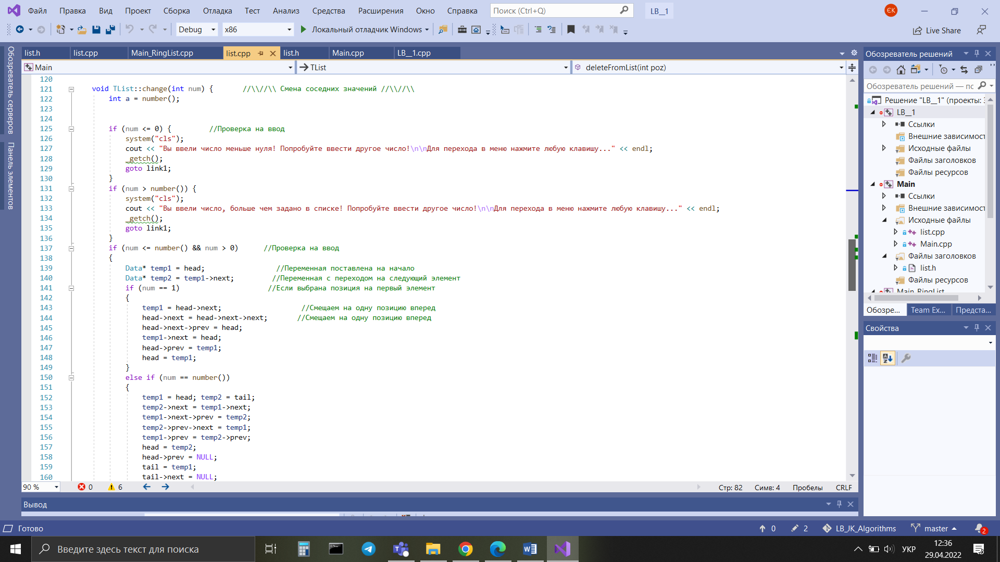 Файл Правка Вид Проект Сборка Отладка Тест Анализ Средства Расширения Окно Справка Поиск (Ctrl+Q) LB__1 ЄК
Debug x86 Локальный отладчик Windows Live Share
list.h list.cpp Main_RingList.cpp list.cpp list.h Main.cpp LB__1.cpp
Main TList deleteFromList(int poz)
Обозреватель серверов
Панель элементов
120
121 void TList::change(int num) { //\\//\\ Смена соседних значений //\\//\\
122 int a = number();
123
124
125 if (num <= 0) { //Проверка на ввод
126 system("cls");
127 cout << "Вы ввели число меньше нуля! Попробуйте ввести другое число!\n\nДля перехода в меню нажмите любую клавишу..." << endl;
128 _getch();
129 goto link1;
130 }
131 if (num > number()) {
132 system("cls");
133 cout << "Вы ввели число, больше чем задано в списке! Попробуйте ввести другое число!\n\nДля перехода в меню нажмите любую клавишу..." << endl;
134 _getch();
135 goto link1;
136 }
137 if (num <= number() && num > 0) //Проверка на ввод
138 {
139 Data* temp1 = head; //Переменная поставлена на начало
140 Data* temp2 = temp1->next; //Переменная с переходом на следующий элемент
141 if (num == 1) //Если выбрана позиция на первый элемент
142 {
143 temp1 = head->next; //Смещаем на одну позицию вперед
144 head->next = head->next->next; //Смещаем на одну позицию вперед
145 head->next->prev = head;
146 temp1->next = head;
147 head->prev = temp1;
148 head = temp1;
149 }
150 else if (num == number())
151 {
152 temp1 = head; temp2 = tail;
153 temp2->next = temp1->next;
154 temp1->next->prev = temp2;
155 temp2->prev->next = temp1;
156 temp1->prev = temp2->prev;
157 head = temp2;
158 head->prev = NULL;
159 tail = temp1;
160 tail->next = NULL;
90 % 0 6 Стр: 82 Симв: 4 Пробелы CRLF
Вывод
Обозреватель решений
Обозреватель решений — пс
Решение "LB__1" (проекты: 3
LB__1
Ссылки
Внешние зависимост
Исходные файлы
Файлы заголовков
Файлы ресурсов
Main
Ссылки
Внешние зависимост
Исходные файлы
list.cpp
Main.cpp
Файлы заголовков
list.h
Файлы ресурсов
Main_RingList
Обозре... Team Ex... Предста...
Свойства
Готово 0 2 LB_JK_Algorithms master 2
Введите здесь текст для поиска УКР 12:36
29.04.2022